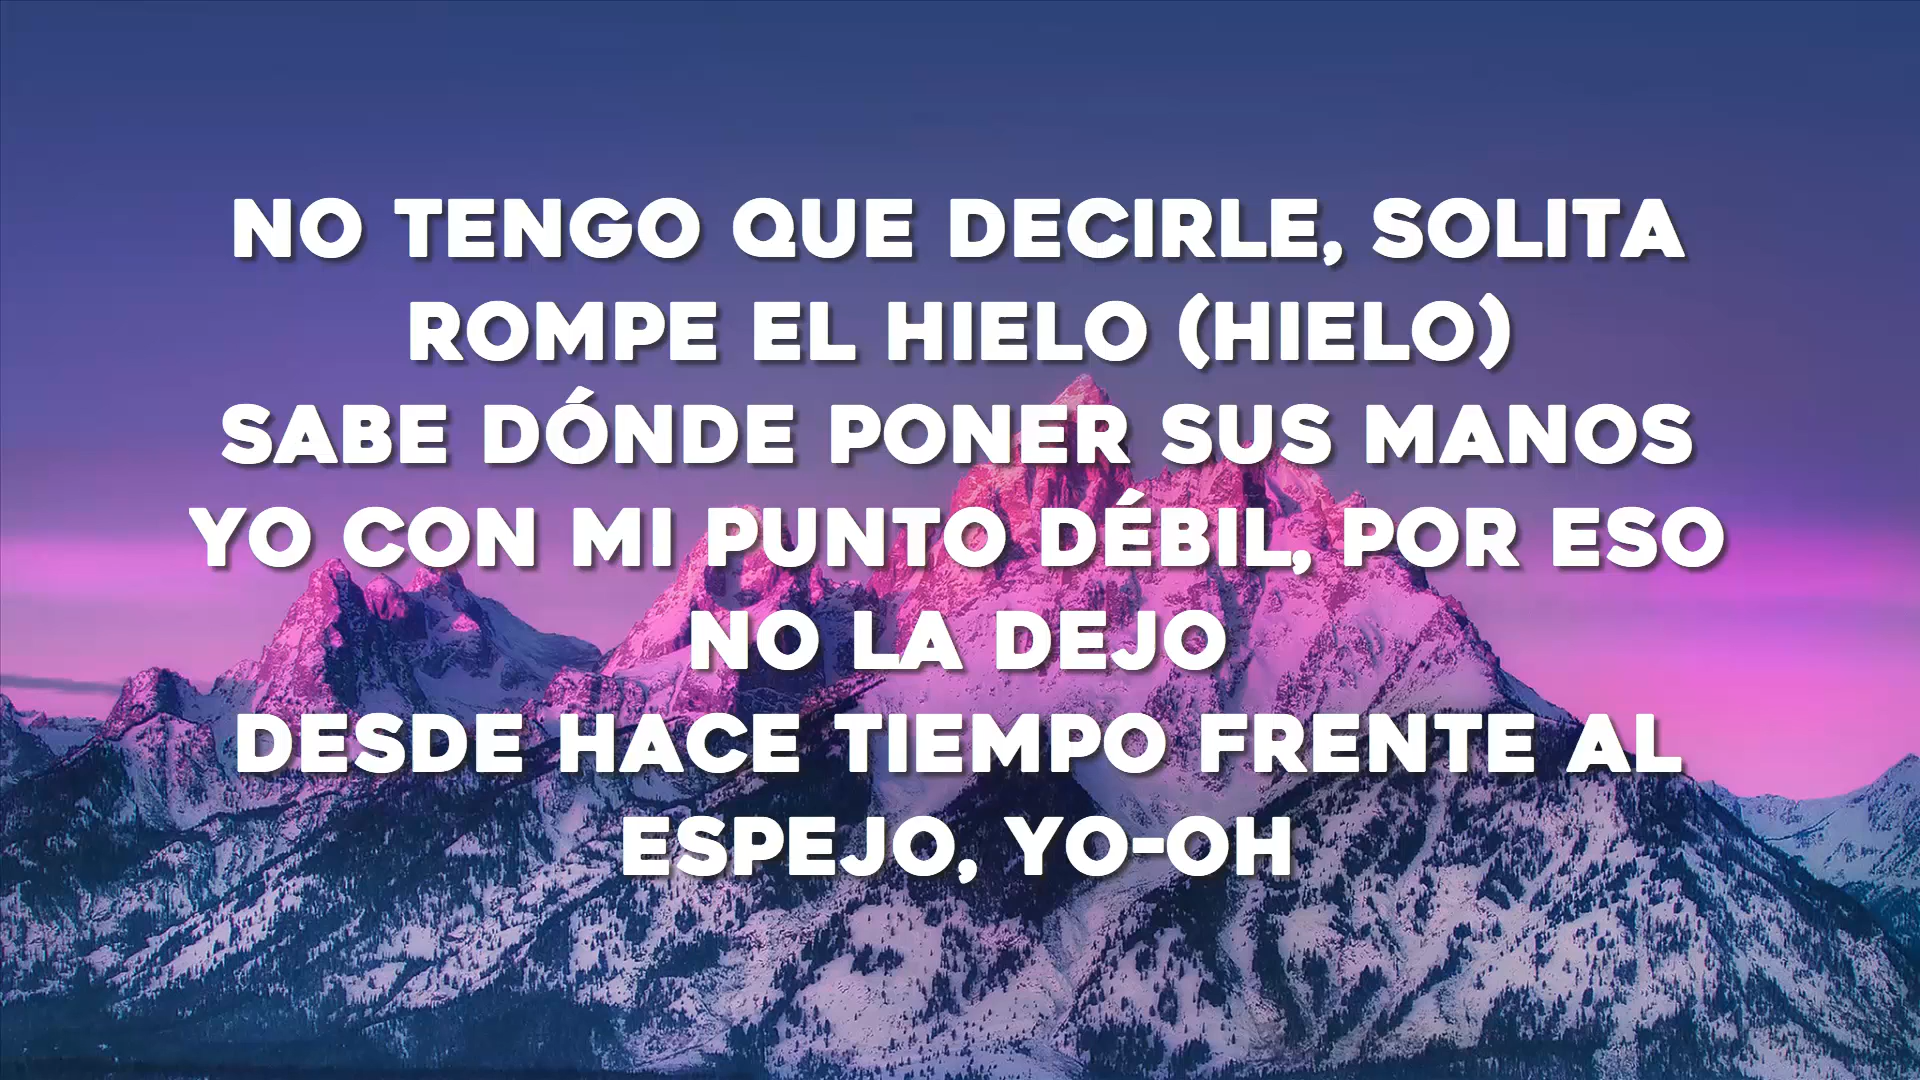 NO TENGO QUE DECIRLE, SOLITA
ROMPE EL HIELO (HIELO)
SABE DÓNDE PONER SUS MANOS
YO CON MI PUNTO DÉBIL, POR ESO
NO LA DEJO
DESDE HACE TIEMPO FRENTE AL
ESPEJO, YO-OH